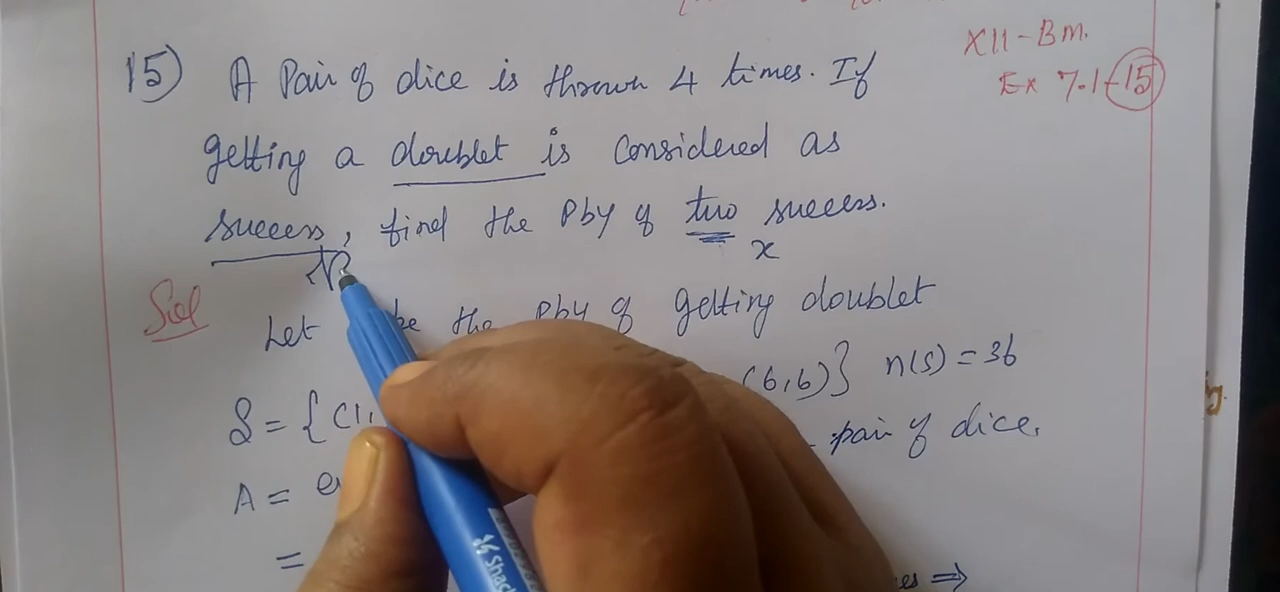 XII-Bm.
Ex 7.1-15
15) A Pair of dice is thrown 4 times. If
getting a doublet is considered as
success, find the Pby of two success.
x
Sol
Let be the Pby of getting doublet
S = {(1, (6,6)} n(s) = 36
pair of dice.
A =
= ⇒
Shac